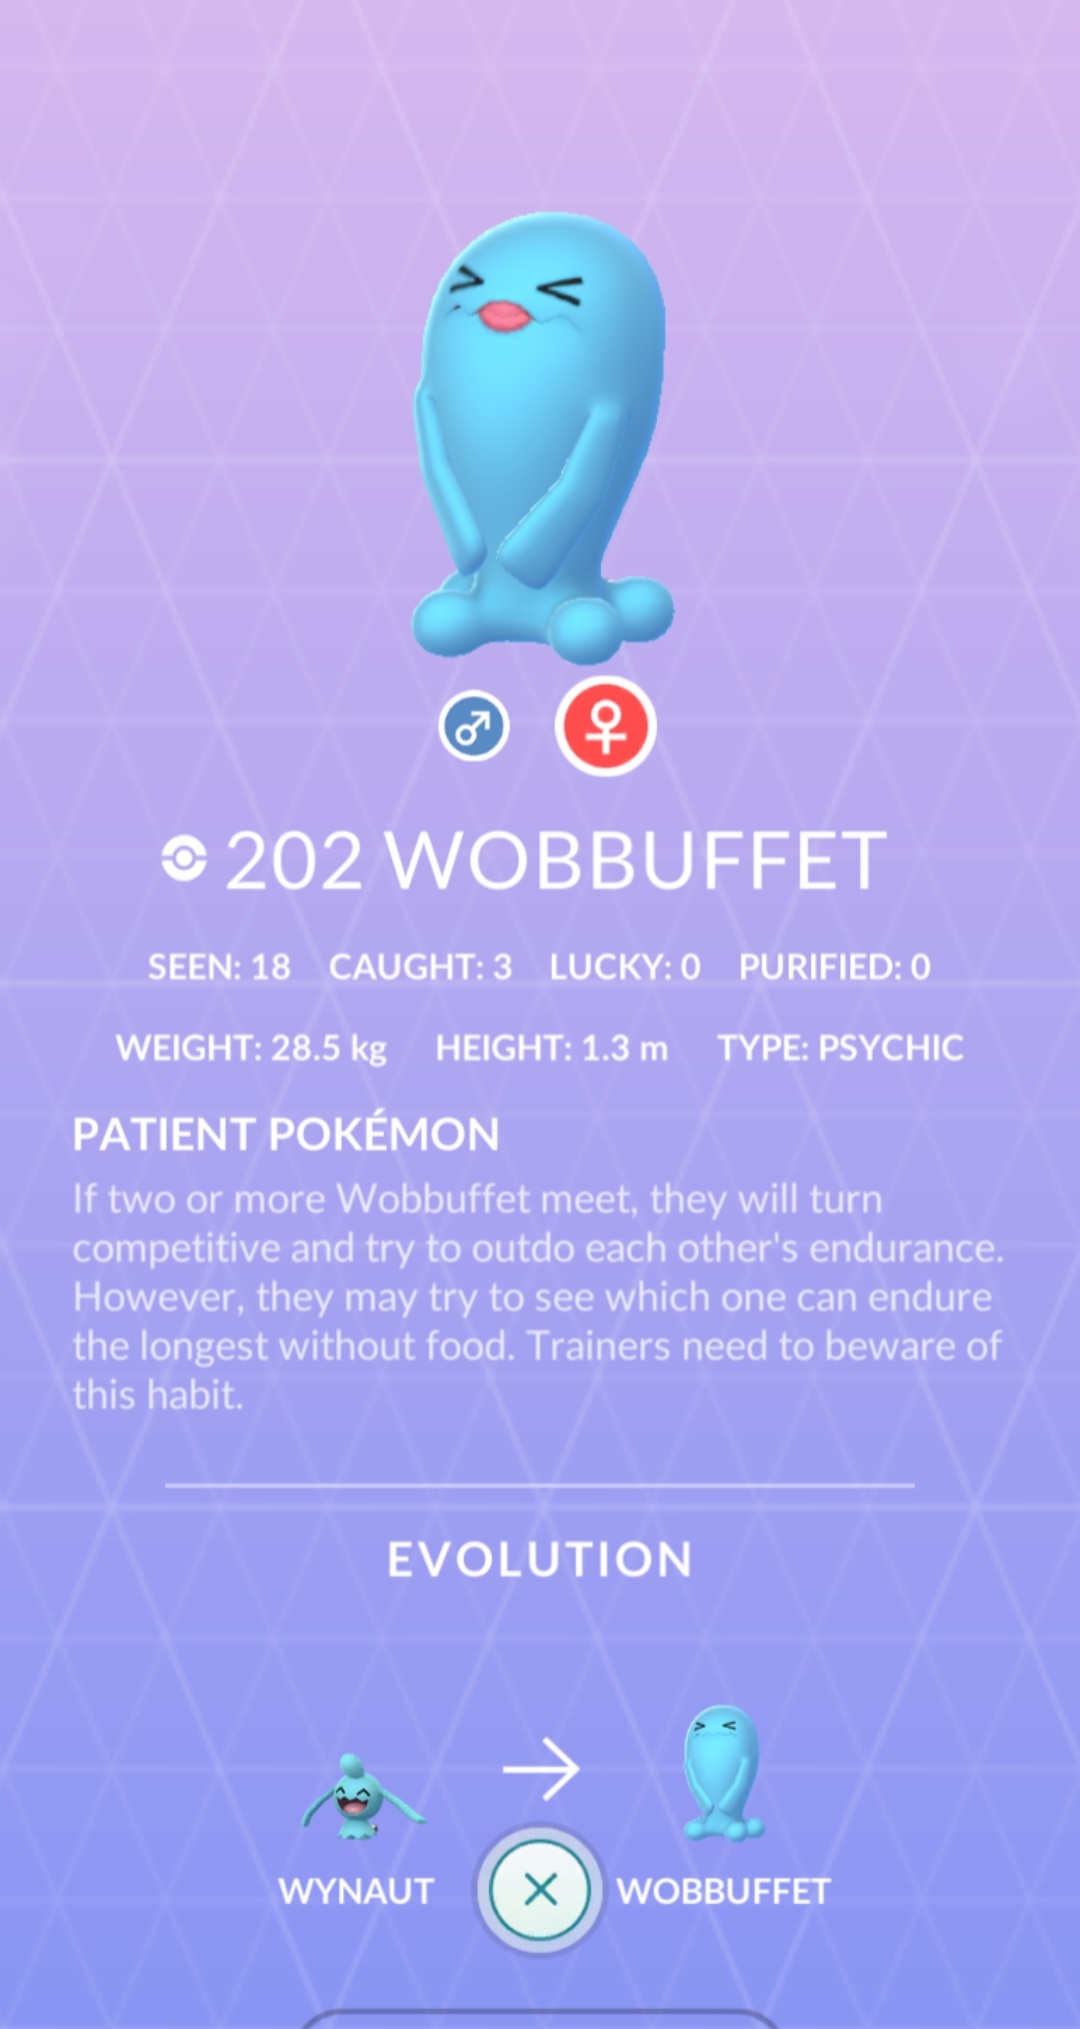 202 WOBBUFFET
SEEN: 18 CAUGHT: 3 LUCKY: 0 PURIFIED: 0
WEIGHT: 28.5 kg HEIGHT: 1.3 m TYPE: PSYCHIC
PATIENT POKÉMON
If two or more Wobbuffet meet, they will turn
competitive and try to outdo each other's endurance.
However, they may try to see which one can endure
the longest without food. Trainers need to beware of
this habit.
EVOLUTION
WYNAUT WOBBUFFET